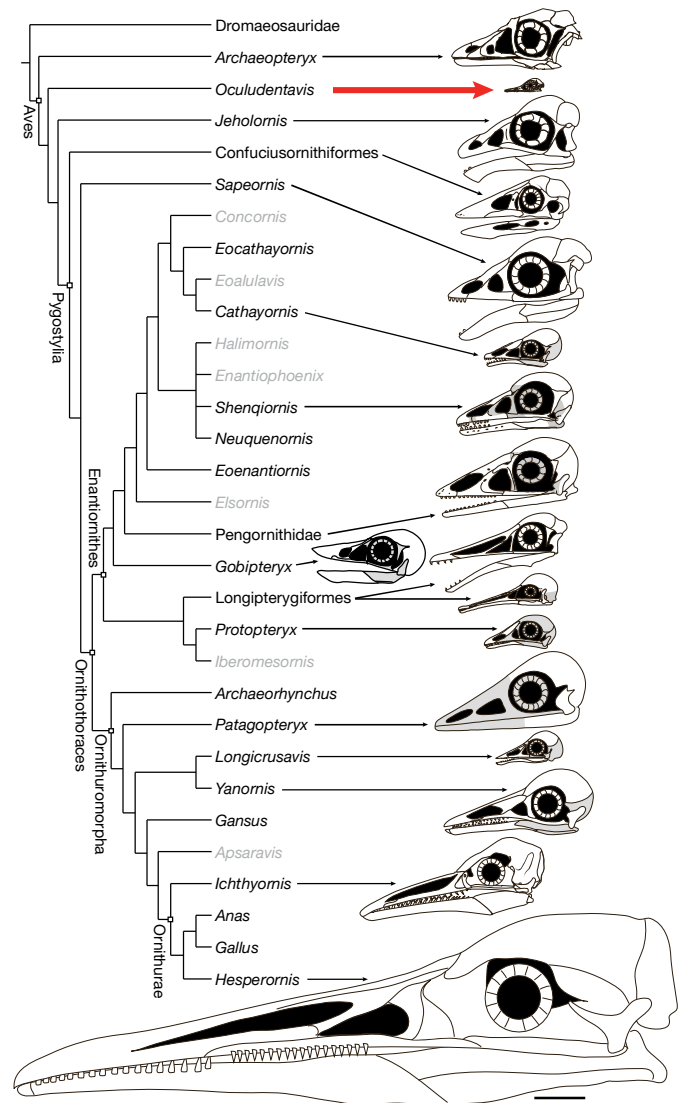 Dromaeosauridae
Archaeopteryx
Oculudentavis
Aves
Jeholornis
Confuciusornithiformes
Sapeornis
Concornis
Eocathayornis
Eoalulavis
Pygostylia
Cathayornis
Halimornis
Enantiophoenix
Shenqiornis
Neuquenornis
Eoenantiornis
Elsornis
Enantiornithes
Pengornithidae
Gobipteryx
Longipterygiformes
Protopteryx
Iberomesornis
Ornithothoraces
Archaeorhynchus
Patagopteryx
Ornithuromorpha
Longicrusavis
Yanornis
Gansus
Apsaravis
Ichthyornis
Anas
Ornithurae
Gallus
Hesperornis